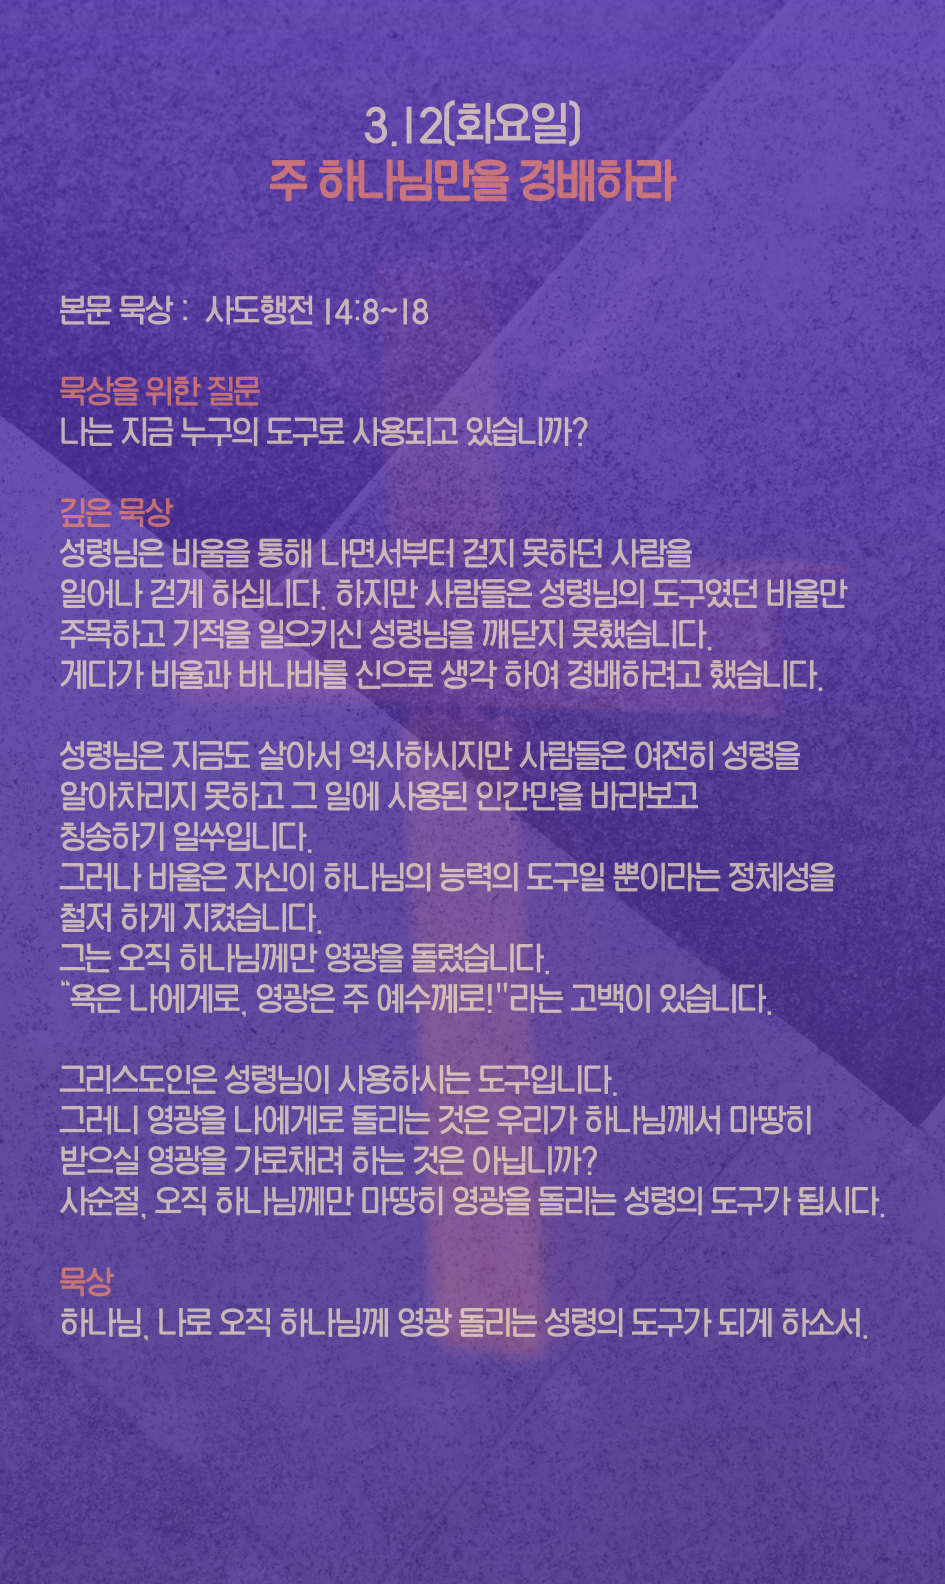 3.12(화요일)
주 하나님만을 경배하라
본문 묵상 : 사도행전 14:8~18
묵상을 위한 질문
나는 지금 누구의 도구로 사용되고 있습니까?
깊은 묵상
성령님은 바울을 통해 나면서부터 걷지 못하던 사람을
일어나 걷게 하십니다. 하지만 사람들은 성령님의 도구였던 바울만
주목하고 기적을 일으키신 성령님을 깨닫지 못했습니다.
게다가 바울과 바나바를 신으로 생각 하여 경배하려고 했습니다.
성령님은 지금도 살아서 역사하시지만 사람들은 여전히 성령을
알아차리지 못하고 그 일에 사용된 인간만을 바라보고
칭송하기 일쑤입니다.
그러나 바울은 자신이 하나님의 능력의 도구일 뿐이라는 정체성을
철저 하게 지켰습니다.
그는 오직 하나님께만 영광을 돌렸습니다.
“욕은 나에게로, 영광은 주 예수께로!"라는 고백이 있습니다.
그리스도인은 성령님이 사용하시는 도구입니다.
그러니 영광을 나에게로 돌리는 것은 우리가 하나님께서 마땅히
받으실 영광을 가로채려 하는 것은 아닙니까?
사순절, 오직 하나님께만 마땅히 영광을 돌리는 성령의 도구가 됩시다.
묵상
하나님, 나로 오직 하나님께 영광 돌리는 성령의 도구가 되게 하소서.